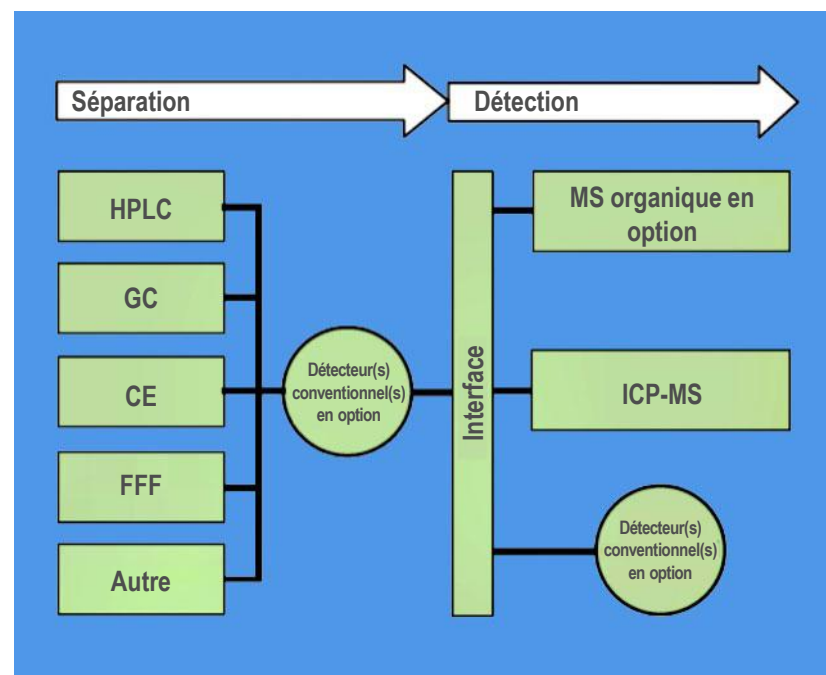 Séparation
Détection
HPLC
GC
CE
FFF
Autre
Détecteur(s)
conventionnel(s)
en option
Interface
MS organique en
option
ICP-MS
Détecteur(s)
conventionnel(s)
en option